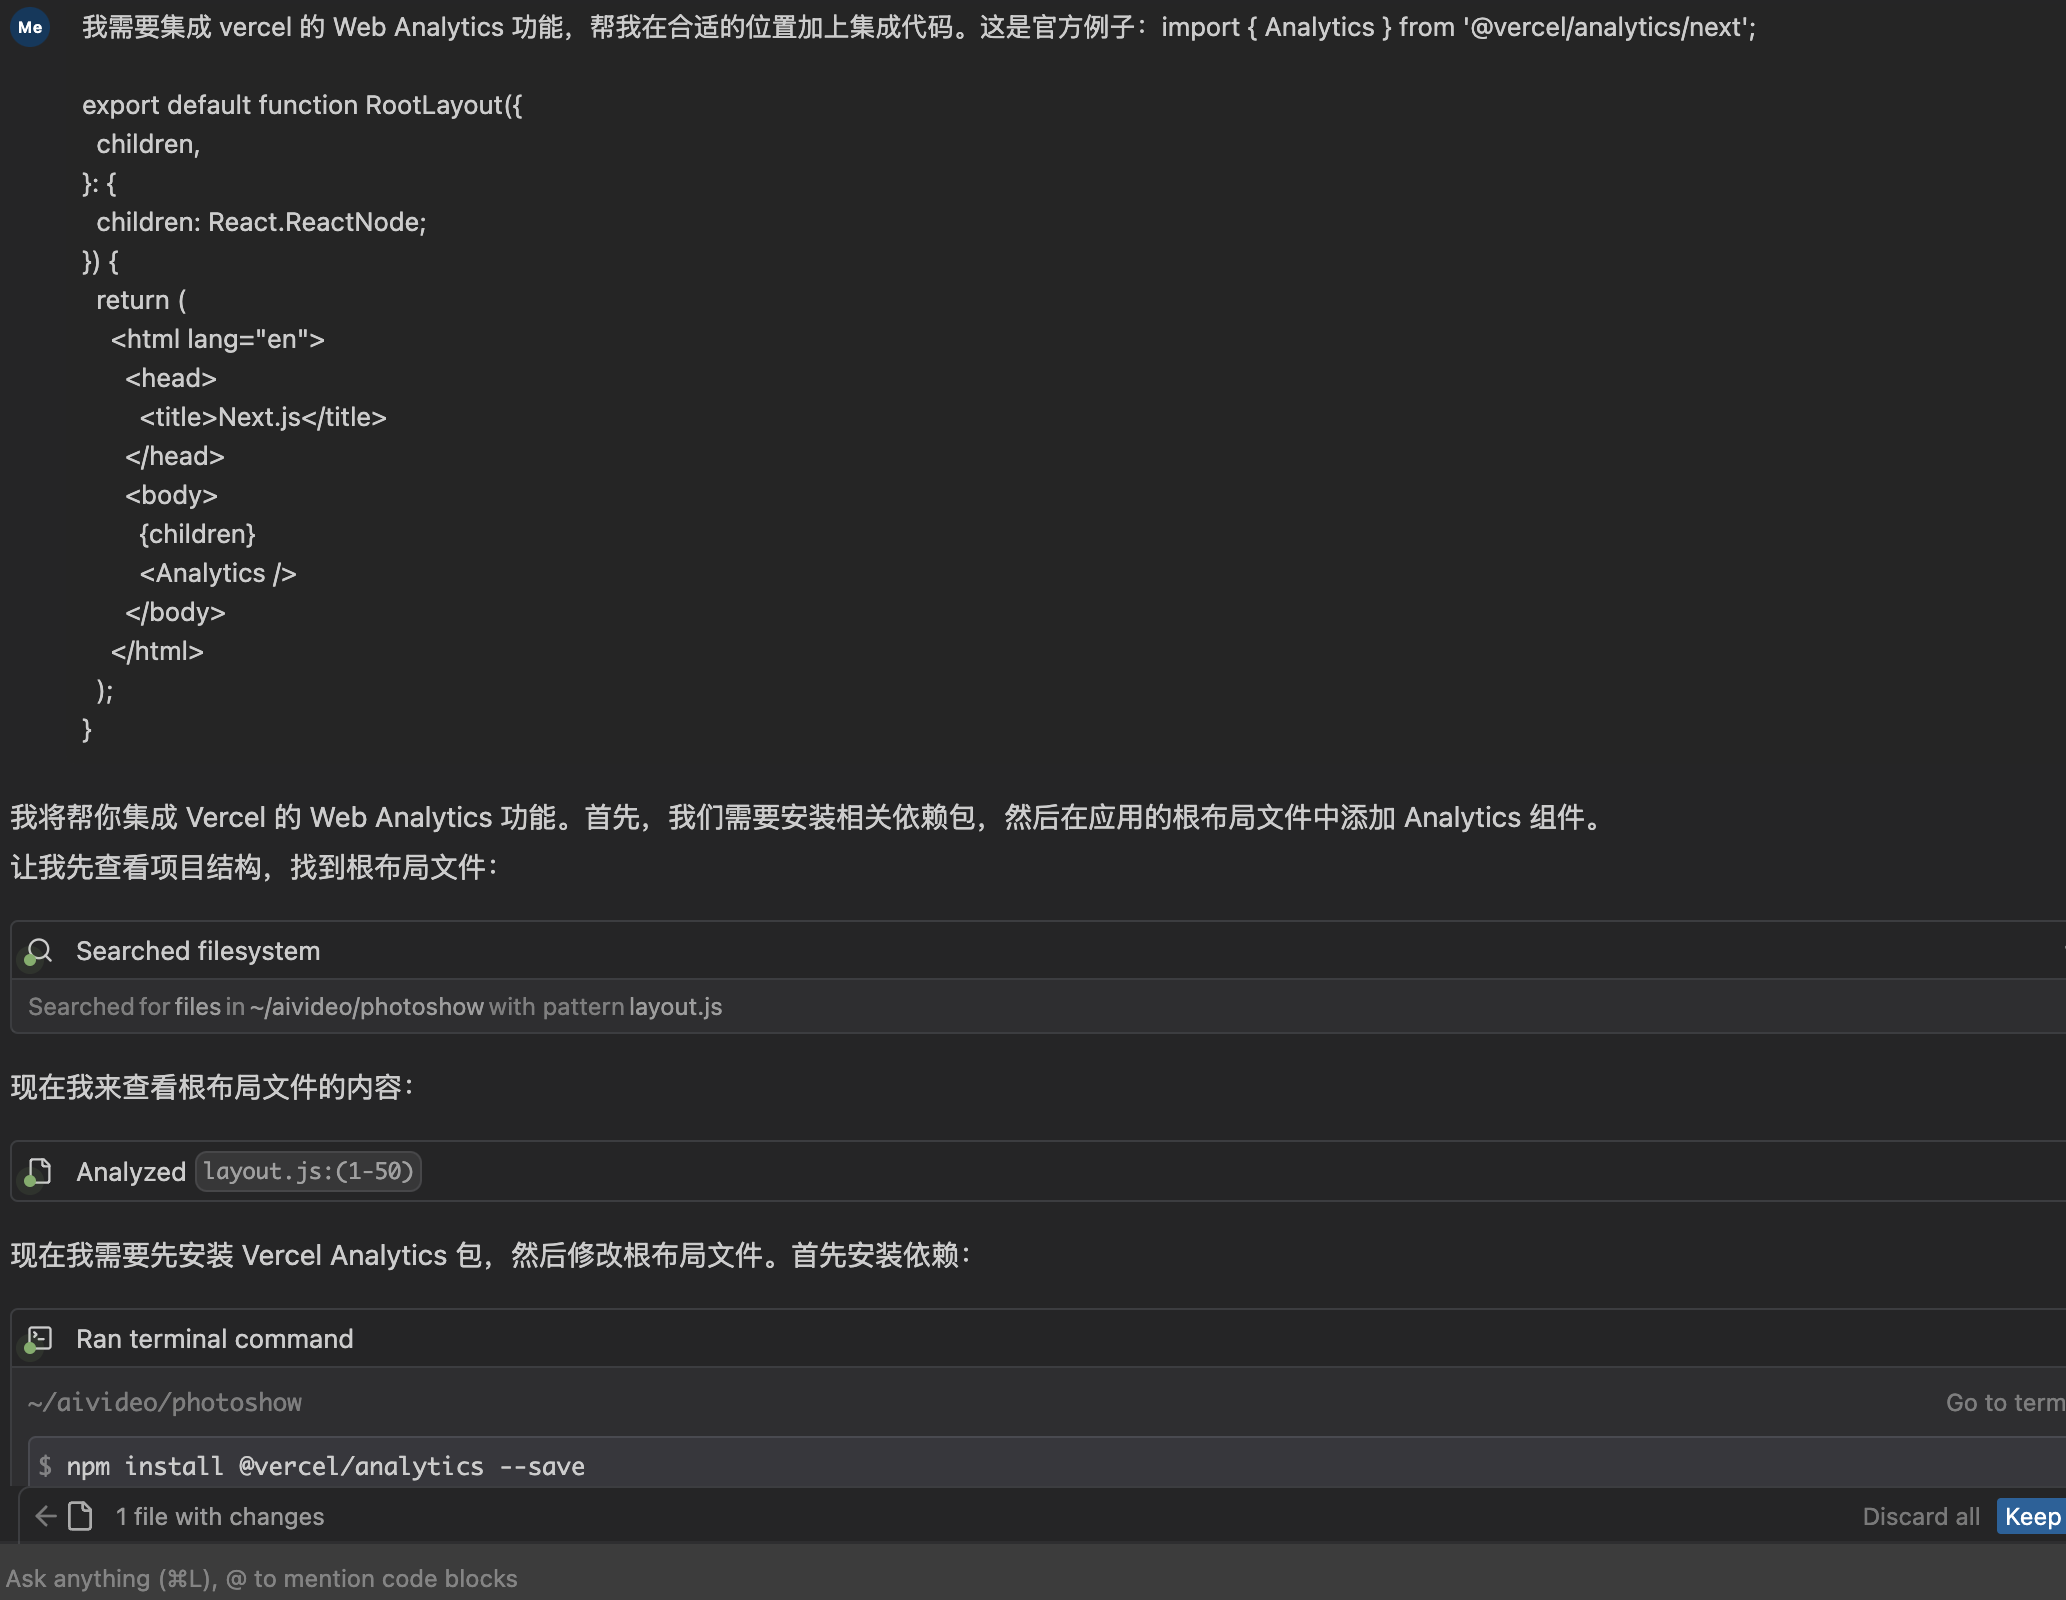 Me 我需要集成 vercel 的 Web Analytics 功能，帮我在合适的位置加上集成代码。这是官方例子：import { Analytics } from '@vercel/analytics/next';
export default function RootLayout({
children,
}: {
children: React.ReactNode;
}) {
return (
<html lang="en">
<head>
<title>Next.js</title>
</head>
<body>
{children}
<Analytics />
</body>
</html>
);
}
我将帮你集成 Vercel 的 Web Analytics 功能。首先，我们需要安装相关依赖包，然后在应用的根布局文件中添加 Analytics 组件。
让我先查看项目结构，找到根布局文件：
Searched filesystem
Searched for files in ~/aivideo/photoshow with pattern layout.js
现在我来查看根布局文件的内容：
Analyzed layout.js:(1-50)
现在我需要先安装 Vercel Analytics 包，然后修改根布局文件。首先安装依赖：
Ran terminal command
~/aivideo/photoshow Go to term
$ npm install @vercel/analytics --save
1 file with changes Discard all Keep
Ask anything (⌘L), @ to mention code blocks